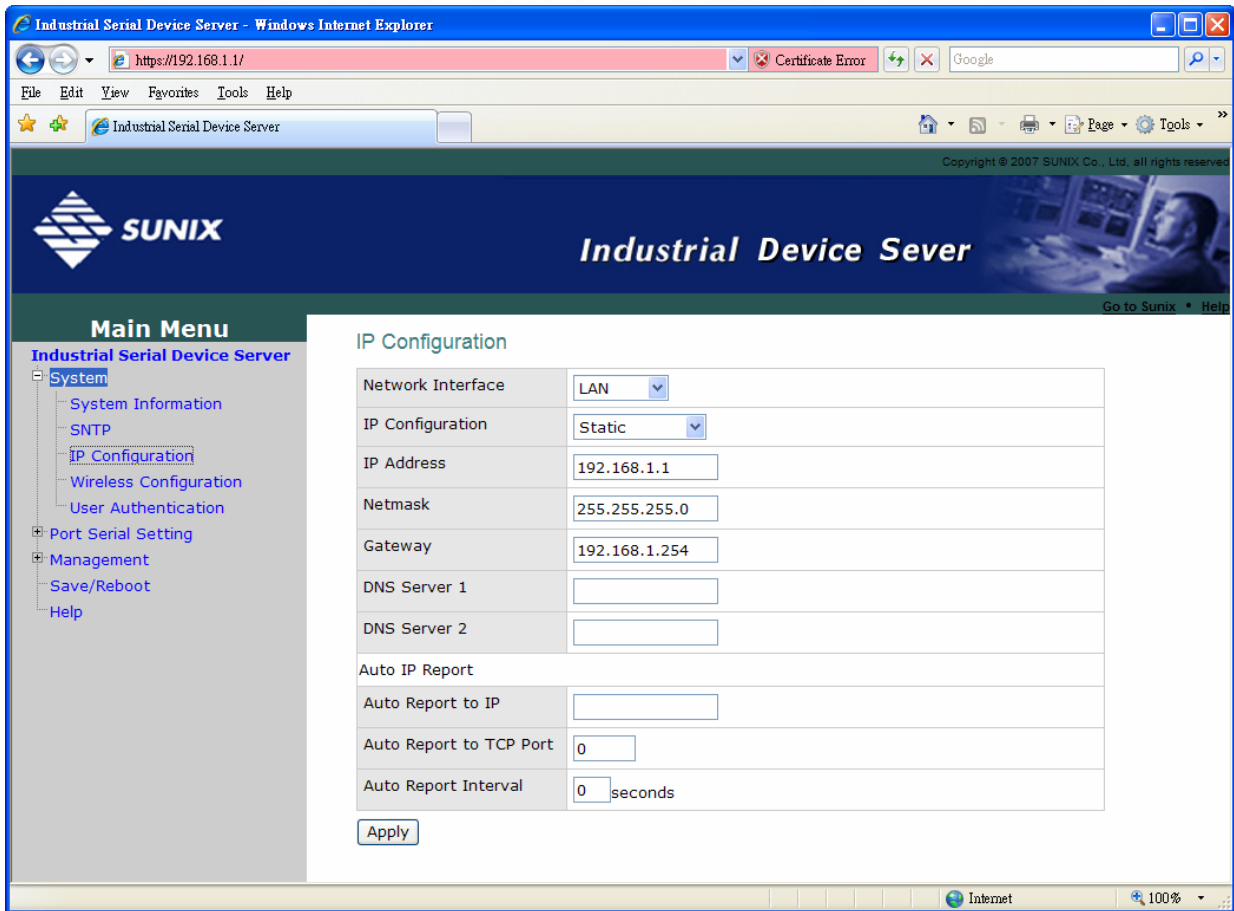 Industrial Serial Device Server - Windows Internet Explorer
https://192.168.1.1/
Certificate Error
Google
File Edit View Favorites Tools Help
Industrial Serial Device Server
Page
Tools
»
Copyright © 2007 SUNIX Co., Ltd, all rights reserved
SUNIX
Industrial Device Sever
Go to Sunix • Help
Main Menu
Industrial Serial Device Server
System
System Information
SNTP
IP Configuration
Wireless Configuration
User Authentication
Port Serial Setting
Management
Save/Reboot
Help
IP Configuration
Network Interface LAN
IP Configuration Static
IP Address 192.168.1.1
Netmask 255.255.255.0
Gateway 192.168.1.254
DNS Server 1
DNS Server 2
Auto IP Report
Auto Report to IP
Auto Report to TCP Port 0
Auto Report Interval 0 seconds
Apply
Internet
100%